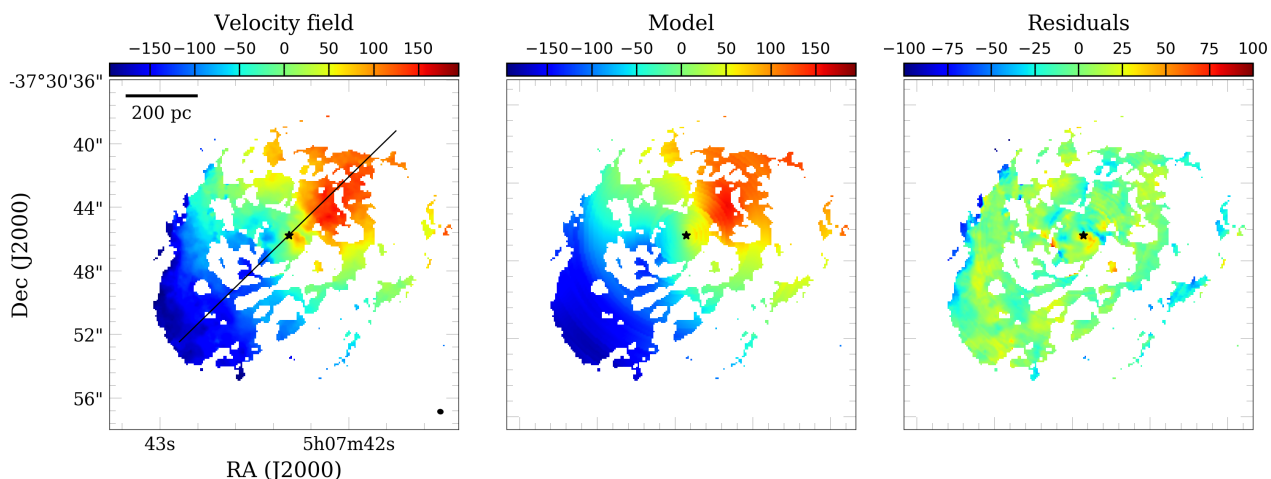 Velocity field
Model
Residuals
−150 −100 −50 0 50 100 150
−150 −100 −50 0 50 100 150
−100 −75 −50 −25 0 25 50 75 100
-37°30'36"
200 pc
40"
44"
48"
52"
56"
Dec (J2000)
43s
5h07m42s
RA (J2000)